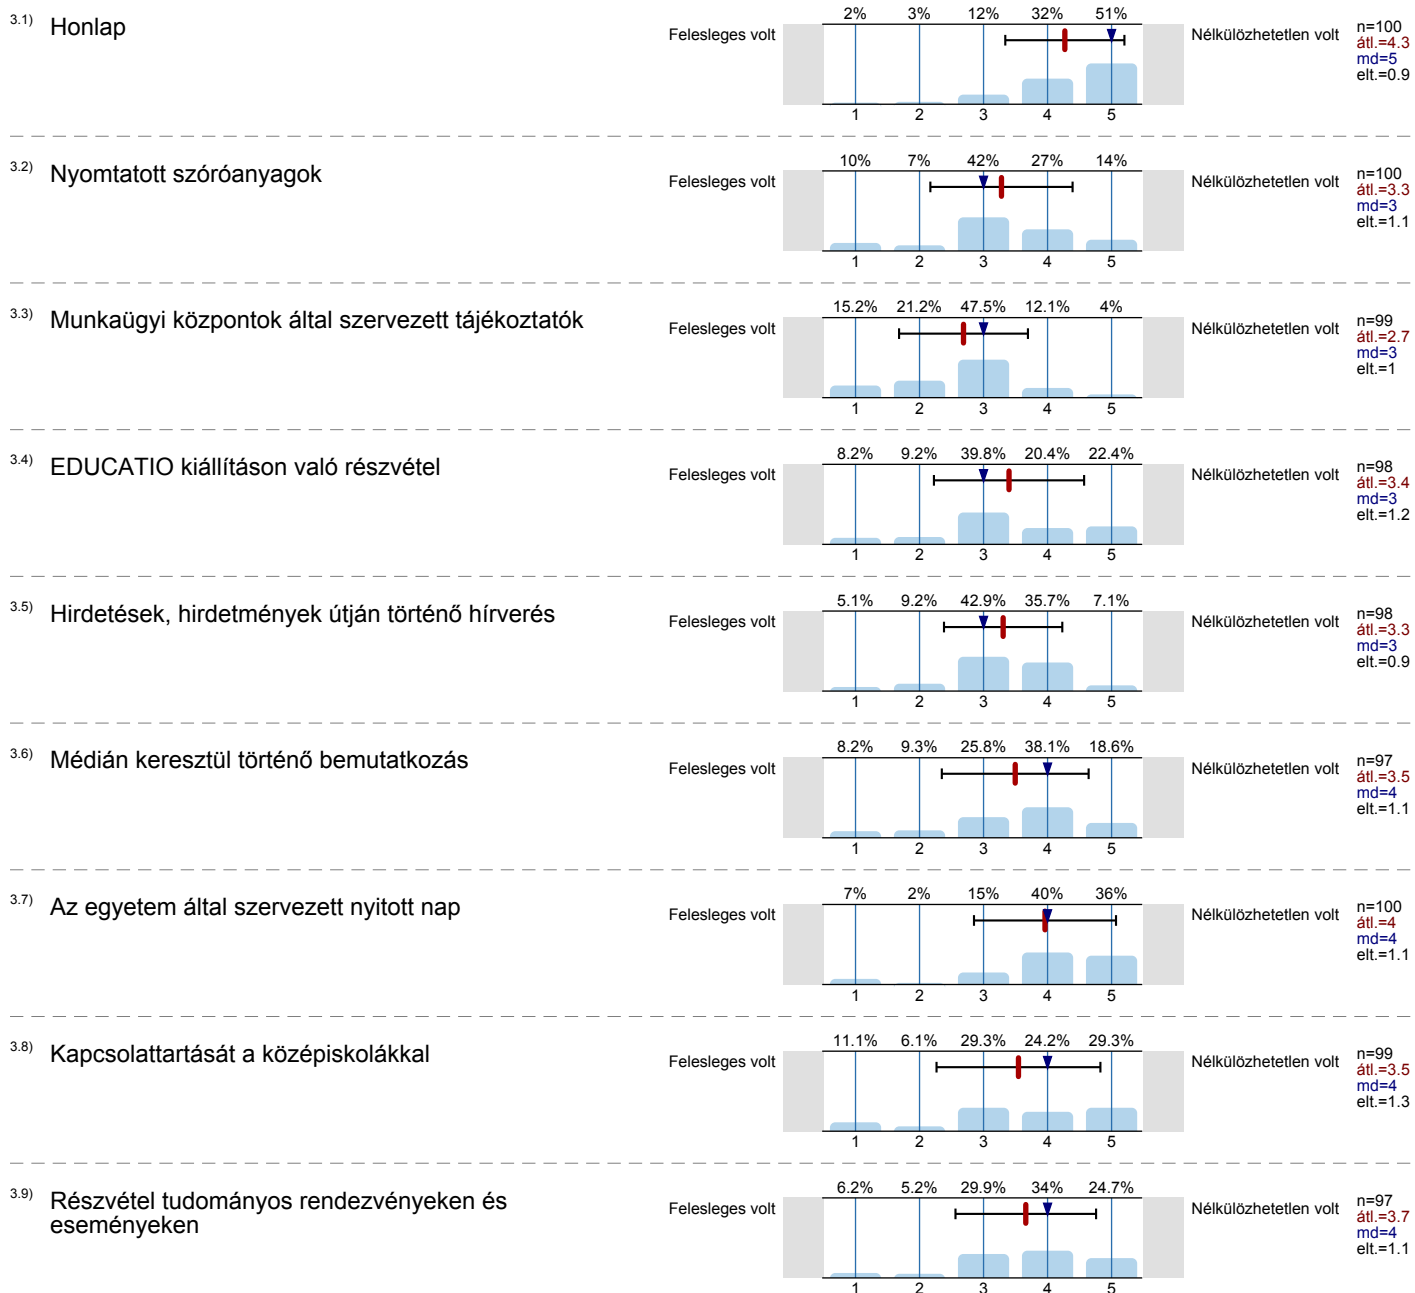 3.1) Honlap
2% 3% 12% 32% 51%
Felesleges volt
Nélkülözhetetlen volt
n=100
átl.=4.3
md=5
elt.=0.9
1 2 3 4 5
3.2) Nyomtatott szóróanyagok
10% 7% 42% 27% 14%
Felesleges volt
Nélkülözhetetlen volt
n=100
átl.=3.3
md=3
elt.=1.1
1 2 3 4 5
3.3) Munkaügyi központok által szervezett tájékoztatók
15.2% 21.2% 47.5% 12.1% 4%
Felesleges volt
Nélkülözhetetlen volt
n=99
átl.=2.7
md=3
elt.=1
1 2 3 4 5
3.4) EDUCATIO kiállításon való részvétel
8.2% 9.2% 39.8% 20.4% 22.4%
Felesleges volt
Nélkülözhetetlen volt
n=98
átl.=3.4
md=3
elt.=1.2
1 2 3 4 5
3.5) Hirdetések, hirdetmények útján történő hírverés
5.1% 9.2% 42.9% 35.7% 7.1%
Felesleges volt
Nélkülözhetetlen volt
n=98
átl.=3.3
md=3
elt.=0.9
1 2 3 4 5
3.6) Médián keresztül történő bemutatkozás
8.2% 9.3% 25.8% 38.1% 18.6%
Felesleges volt
Nélkülözhetetlen volt
n=97
átl.=3.5
md=4
elt.=1.1
1 2 3 4 5
3.7) Az egyetem által szervezett nyitott nap
7% 2% 15% 40% 36%
Felesleges volt
Nélkülözhetetlen volt
n=100
átl.=4
md=4
elt.=1.1
1 2 3 4 5
3.8) Kapcsolattartását a középiskolákkal
11.1% 6.1% 29.3% 24.2% 29.3%
Felesleges volt
Nélkülözhetetlen volt
n=99
átl.=3.5
md=4
elt.=1.3
1 2 3 4 5
3.9) Részvétel tudományos rendezvényeken és
eseményeken
6.2% 5.2% 29.9% 34% 24.7%
Felesleges volt
Nélkülözhetetlen volt
n=97
átl.=3.7
md=4
elt.=1.1
1 2 3 4 5